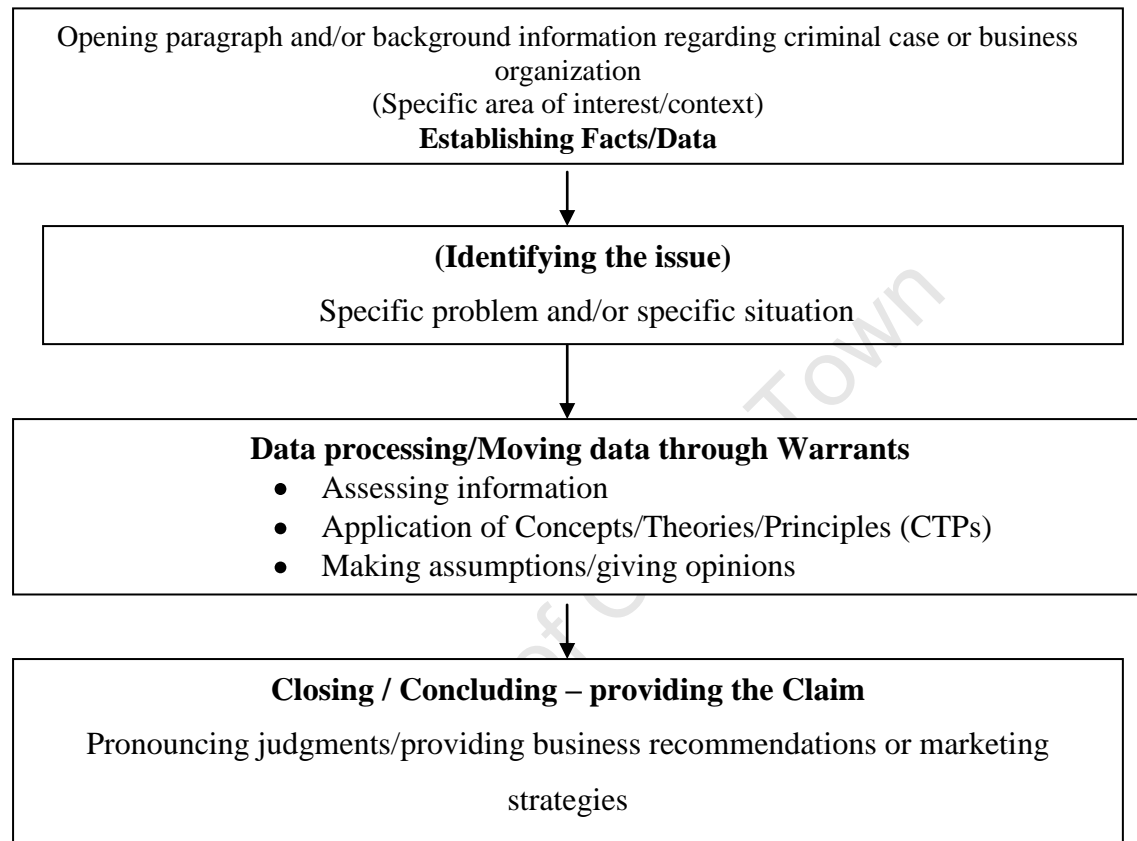 Opening paragraph and/or background information regarding criminal case or business
organization
(Specific area of interest/context)
Establishing Facts/Data
(Identifying the issue)
Specific problem and/or specific situation
Data processing/Moving data through Warrants
• Assessing information
• Application of Concepts/Theories/Principles (CTPs)
• Making assumptions/giving opinions
Closing / Concluding – providing the Claim
Pronouncing judgments/providing business recommendations or marketing
strategies
of C Town